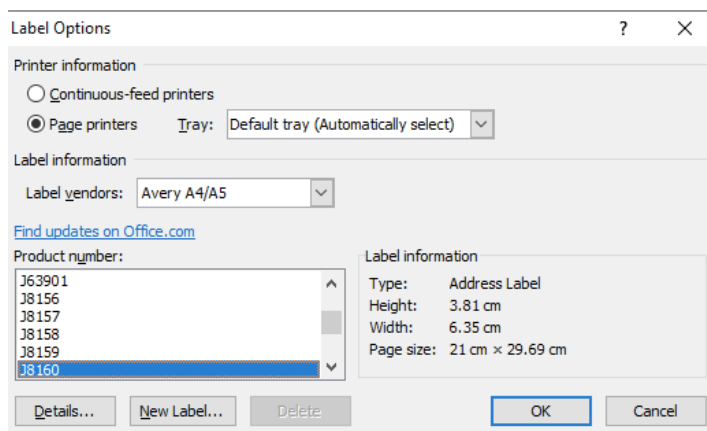 Label Options
Printer information
Continuous-feed printers
Page printers Tray: Default tray (Automatically select)
Label information
Label vendors: Avery A4/A5
Find updates on Office.com
Product number:
J63901
J8156
J8157
J8158
J8159
J8160
Label information
Type: Address Label
Height: 3.81 cm
Width: 6.35 cm
Page size: 21 cm × 29.69 cm
Details... New Label... Delete OK Cancel